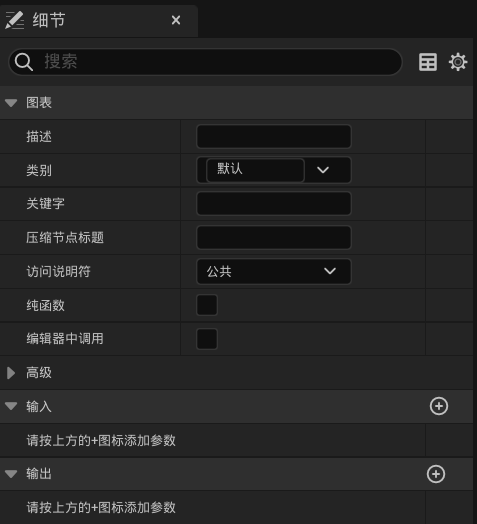 细节
搜索
图表
描述
类别 默认
关键字
压缩节点标题
访问说明符 公共
纯函数
编辑器中调用
高级
输入
请按上方的+图标添加参数
输出
请按上方的+图标添加参数